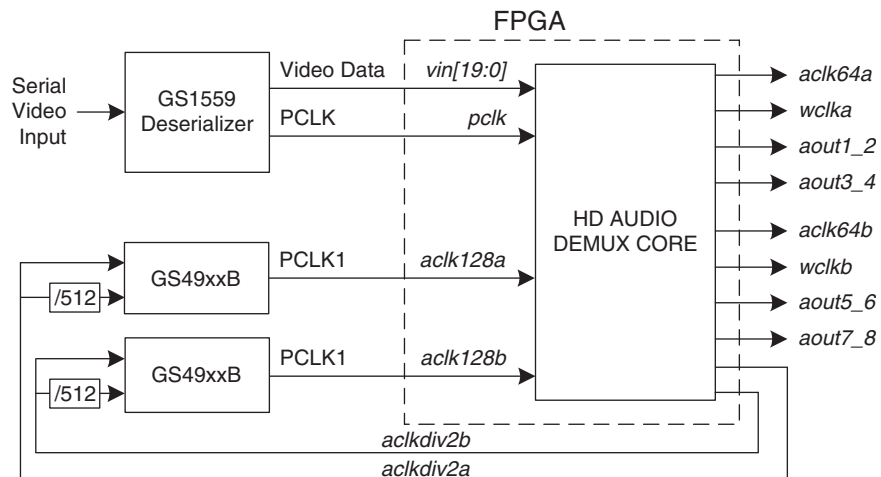 FPGA
Serial
Video
Input
GS1559
Deserializer
Video Data
vin[19:0]
PCLK
pclk
HD AUDIO
DEMUX CORE
aclk64a
wclka
aout1_2
aout3_4
aclk64b
wclkb
aout5_6
aout7_8
/512
GS49xxB
PCLK1
aclk128a
/512
GS49xxB
PCLK1
aclk128b
aclkdiv2b
aclkdiv2a